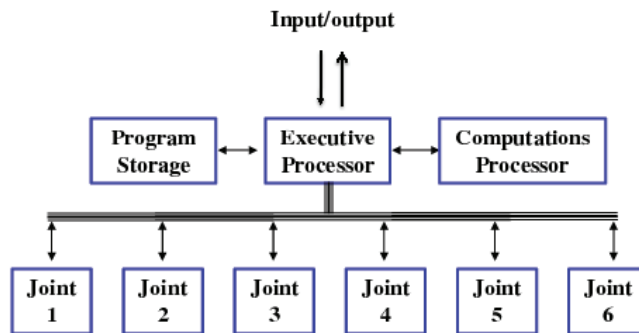 Input/output
Program
Storage
Executive
Processor
Computations
Processor
Joint
1
Joint
2
Joint
3
Joint
4
Joint
5
Joint
6